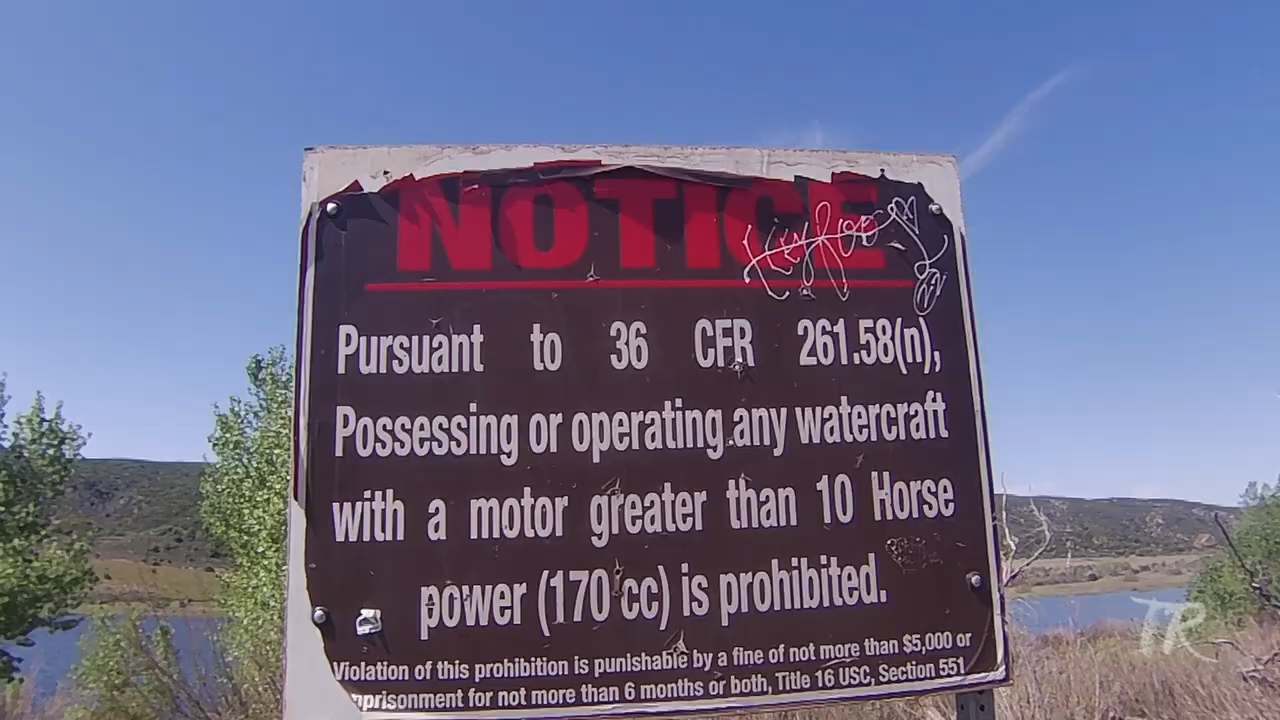 NOTICE
Pursuant to 36 CFR 261.58(n),
Possessing or operating any watercraft
with a motor greater than 10 Horse
power (170 cc) is prohibited.
Violation of this prohibition is punishable by a fine of not more than $5,000 or
mprisonment for not more than 6 months or both, Title 16 USC, Section 551
TR